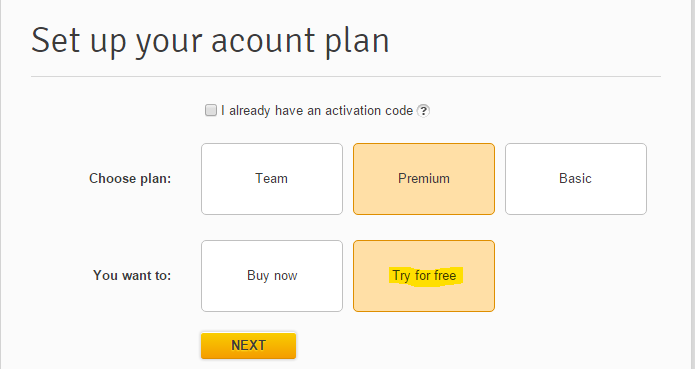 Set up your acount plan
I already have an activation code ?
Choose plan: Team Premium Basic
You want to: Buy now Try for free
NEXT